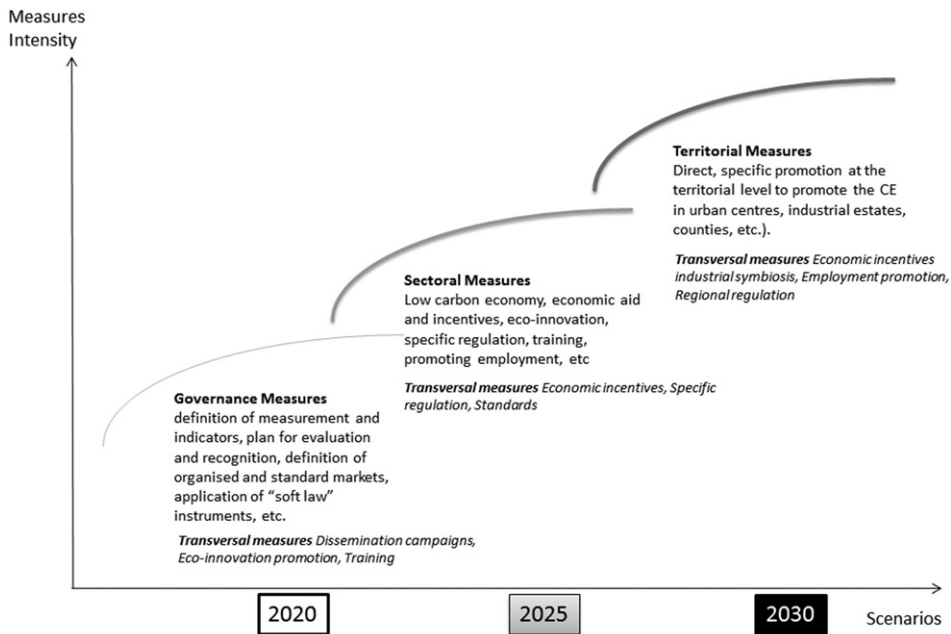 Measures
Intensity
Territorial Measures
Direct, specific promotion at the
territorial level to promote the CE
in urban centres, industrial estates,
counties, etc.).
Transversal measures Economic incentives
industrial symbiosis, Employment promotion,
Regional regulation
Sectoral Measures
Low carbon economy, economic aid
and incentives, eco-innovation,
specific regulation, training,
promoting employment, etc
Transversal measures Economic incentives, Specific
regulation, Standards
Governance Measures
definition of measurement and
indicators, plan for evaluation
and recognition, definition of
organised and standard markets,
application of “soft law”
instruments, etc.
Transversal measures Dissemination campaigns,
Eco-innovation promotion, Training
2020
2025
2030
Scenarios